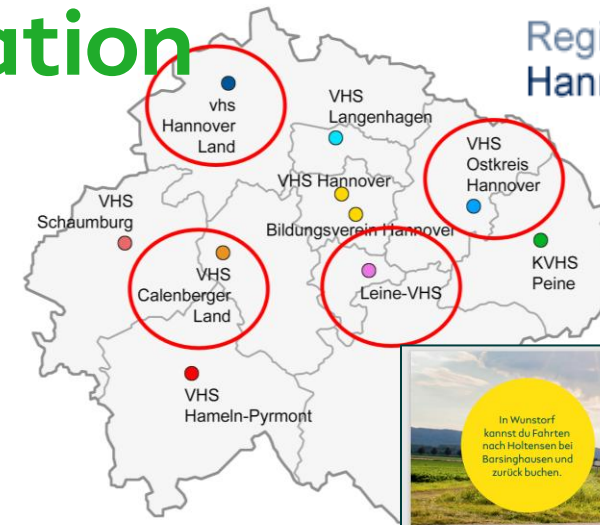 ation
Regi
Hann
vhs
Hannover
Land
VHS
Langenhagen
VHS
Ostkreis
Hannover
VHS Hannover
VHS
Schaumburg
Bildungsverein Hannover
KVHS
Peine
VHS
Calenberger
Land
Leine-VHS
VHS
Hameln-Pyrmont
In Wunstorf
kannst du Fahrten
nach Holtensen bei
Barsinghausen und
zurück buchen.